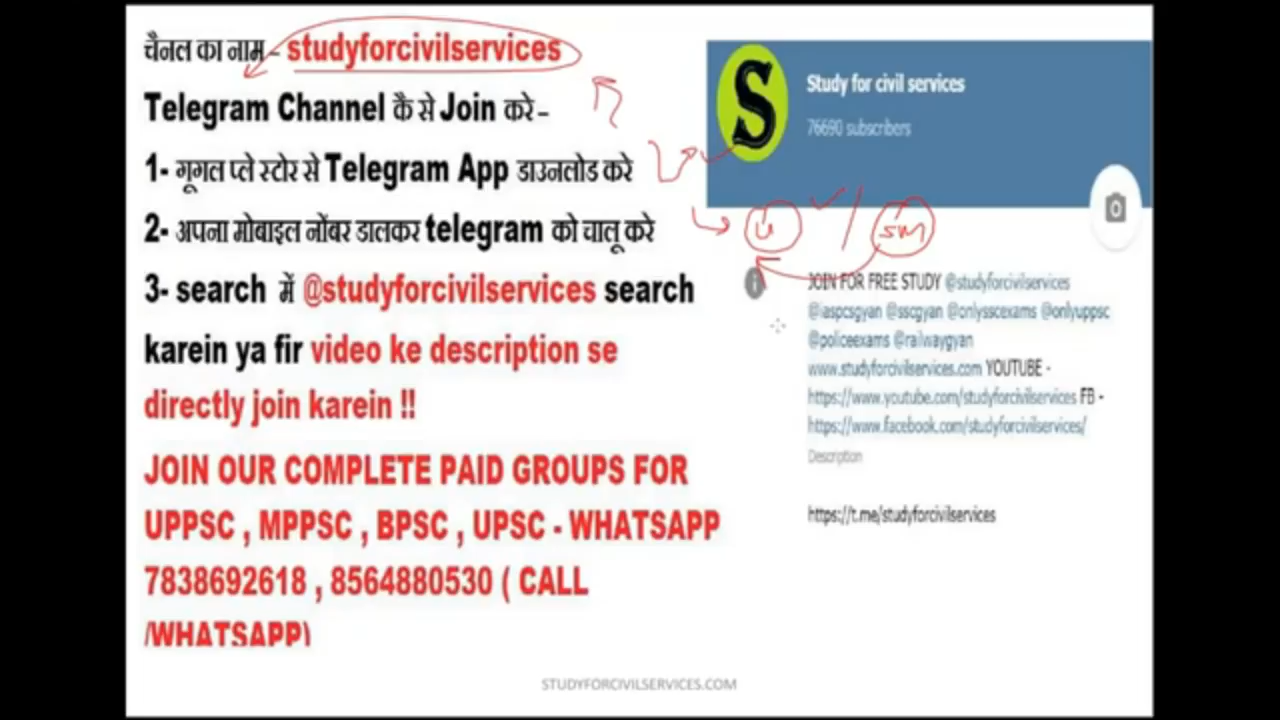 चैनल का नाम - studyforcivilservices
Telegram Channel कैसे Join करे -
1- गूगल प्ले स्टोर से Telegram App डाउनलोड करे
2- अपना मोबाइल नोंबर डालकर telegram को चालू करे
3- search में @studyforcivilservices search
karein ya fir video ke description se
directly join karein !!
JOIN OUR COMPLETE PAID GROUPS FOR
UPPSC , MPPSC , BPSC , UPSC - WHATSAPP
7838692618 , 8564880530 ( CALL
/WHATSAPP)
S
Study for civil services
76690 subscribers
sm
JOIN FOR FREE STUDY @studyforcivilservices
@iaspcsgyan @sscgyan @onlysscexams @onlyuppsc
@policeexams @railwaygyan
www.studyforcivilservices.com YOUTUBE -
https://www.youtube.com/studyforcivilservices FB -
https://www.facebook.com/studyforcivilservices/
Description
https://t.me/studyforcivilservices
STUDYFORCIVILSERVICES.COM